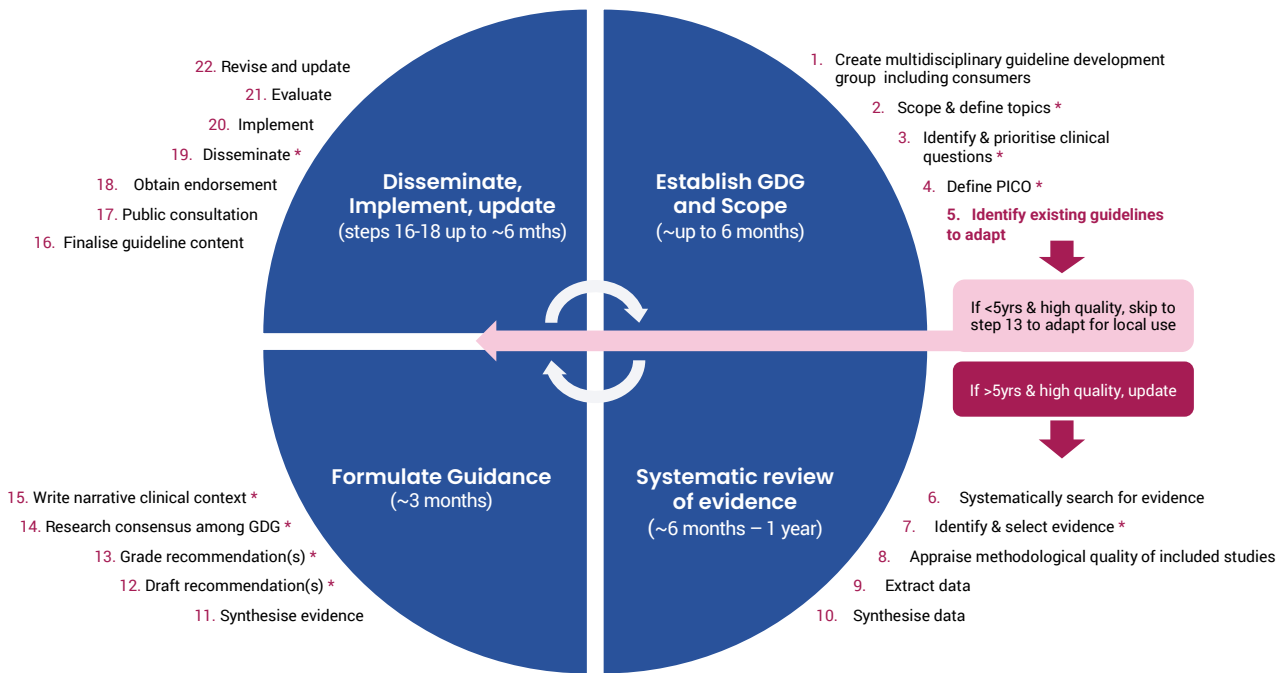 1. Create multidisciplinary guideline development
group including consumers
2. Scope & define topics *
3. Identify & prioritise clinical
questions *
4. Define PICO *
5. Identify existing guidelines
to adapt
If <5yrs & high quality, skip to
step 13 to adapt for local use
If >5yrs & high quality, update
6. Systematically search for evidence
7. Identify & select evidence *
8. Appraise methodological quality of included studies
9. Extract data
10. Synthesise data
Establish GDG
and Scope
(~up to 6 months)
Systematic review
of evidence
(~6 months – 1 year)
Formulate Guidance
(~3 months)
Disseminate,
Implement, update
(steps 16-18 up to ~6 mths)
15. Write narrative clinical context *
14. Research consensus among GDG *
13. Grade recommendation(s) *
12. Draft recommendation(s) *
11. Synthesise evidence
22. Revise and update
21. Evaluate
20. Implement
19. Disseminate *
18. Obtain endorsement
17. Public consultation
16. Finalise guideline content